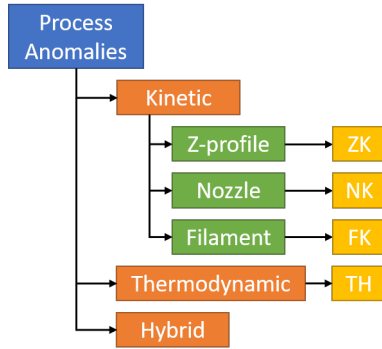 Process
Anomalies
Kinetic
Z-profile
ZK
Nozzle
NK
Filament
FK
Thermodynamic
TH
Hybrid